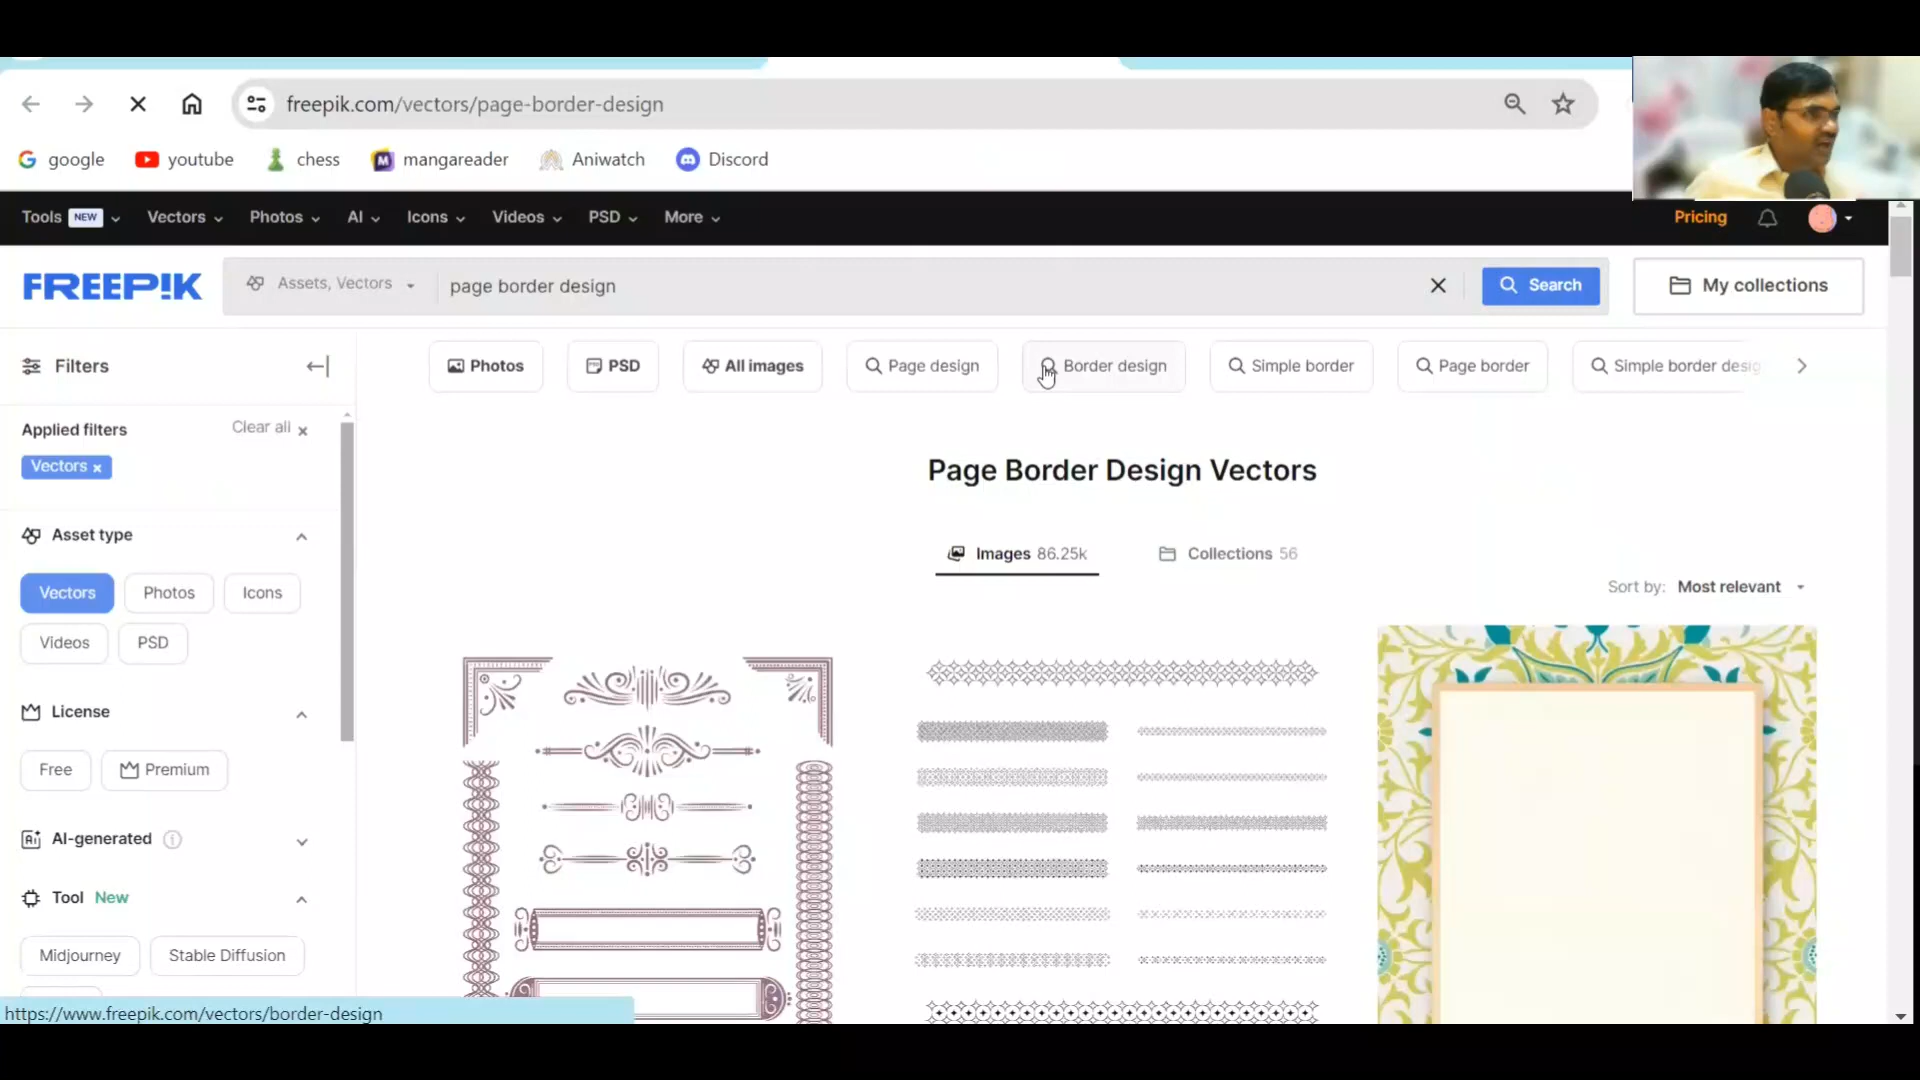 freepik.com/vectors/page-border-design
google youtube chess mangareader Aniwatch Discord
Tools NEW Vectors Photos AI Icons Videos PSD More Pricing
FREEPIK Assets, Vectors page border design Search My collections
Filters Photos PSD All images Page design Border design Simple border Page border Simple border desig
Applied filters Clear all
Vectors
Page Border Design Vectors
Asset type
Images 86.25k Collections 56
Vectors Photos Icons
Sort by: Most relevant
Videos PSD
License
Free Premium
AI-generated
Tool New
Midjourney Stable Diffusion
https://www.freepik.com/vectors/border-design